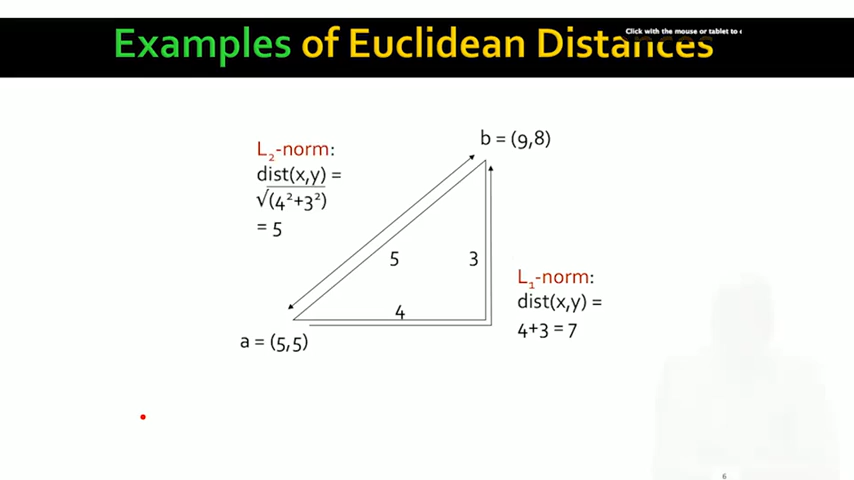 Examples of Euclidean Distances
Click with the mouse or tablet to
b = (9,8)
L₂-norm:
dist(x,y) =
√(4²+3²)
= 5
5
3
L₁-norm:
dist(x,y) =
4+3 = 7
4
a = (5,5)
6